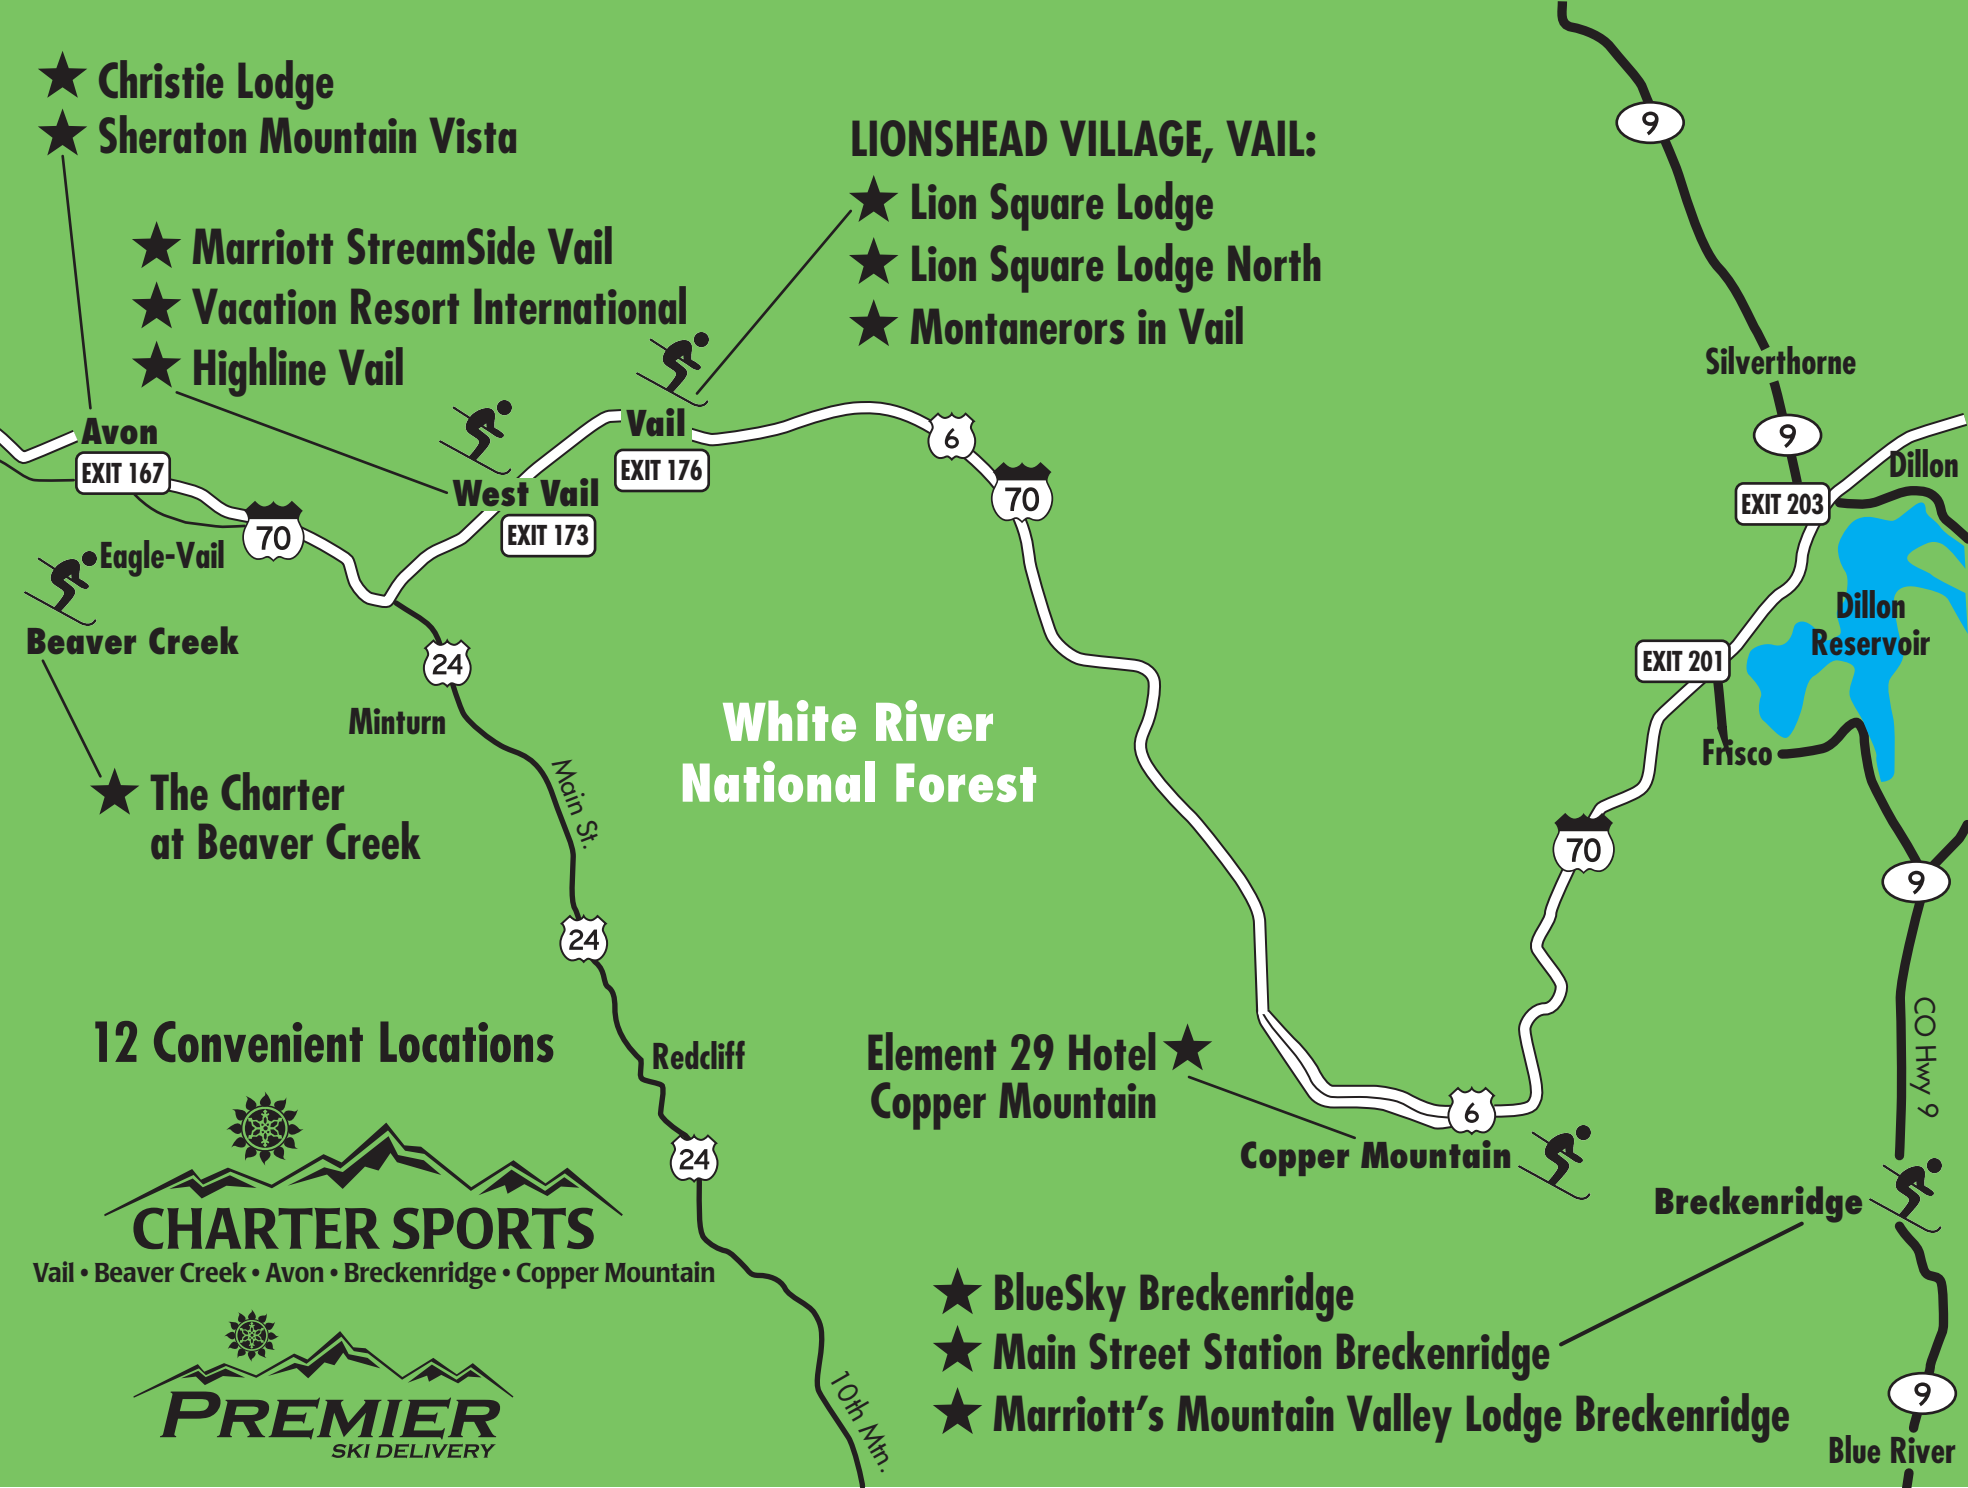 Christie Lodge
Sheraton Mountain Vista
LIONSHEAD VILLAGE, VAIL:
Lion Square Lodge
Lion Square Lodge North
Montanerors in Vail
Marriott StreamSide Vail
Vacation Resort International
Highline Vail
9
Silverthorne
9
Dillon
EXIT 203
Avon
EXIT 167
Vail
EXIT 176
6
70
West Vail
EXIT 173
70
Eagle-Vail
Beaver Creek
24
Minturn
The Charter
at Beaver Creek
Main St.
White River
National Forest
Dillon
Reservoir
EXIT 201
Frisco
70
9
24
CO Hwy 9
12 Convenient Locations
Redcliff
24
Element 29 Hotel
Copper Mountain
6
Copper Mountain
Breckenridge
CHARTER SPORTS
Vail • Beaver Creek • Avon • Breckenridge • Copper Mountain
PREMIER
SKI DELIVERY
10th Mtn.
BlueSky Breckenridge
Main Street Station Breckenridge
Marriott’s Mountain Valley Lodge Breckenridge
9
Blue River